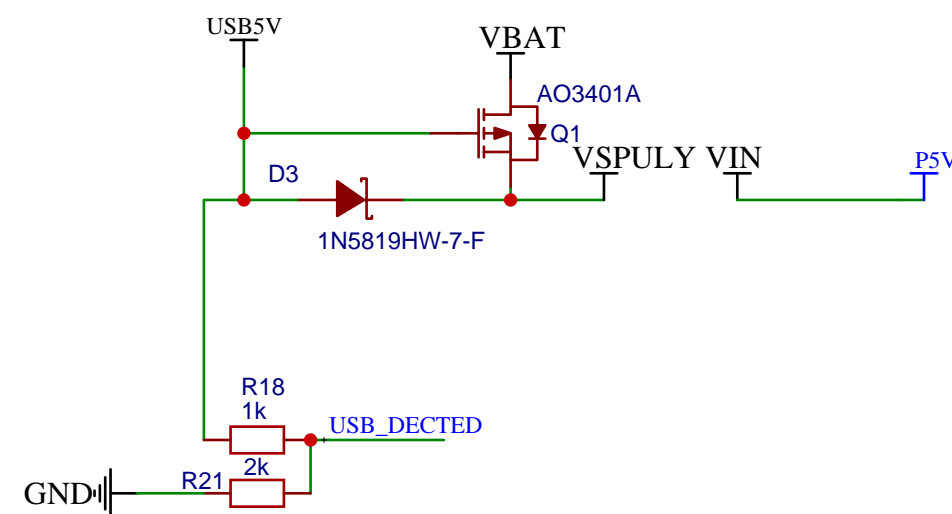 USB5V
VBAT
AO3401A
Q1
VSPULY
VIN
P5V
D3
1N5819HW-7-F
R18
1k
USB_DECTED
2k
R21
GND